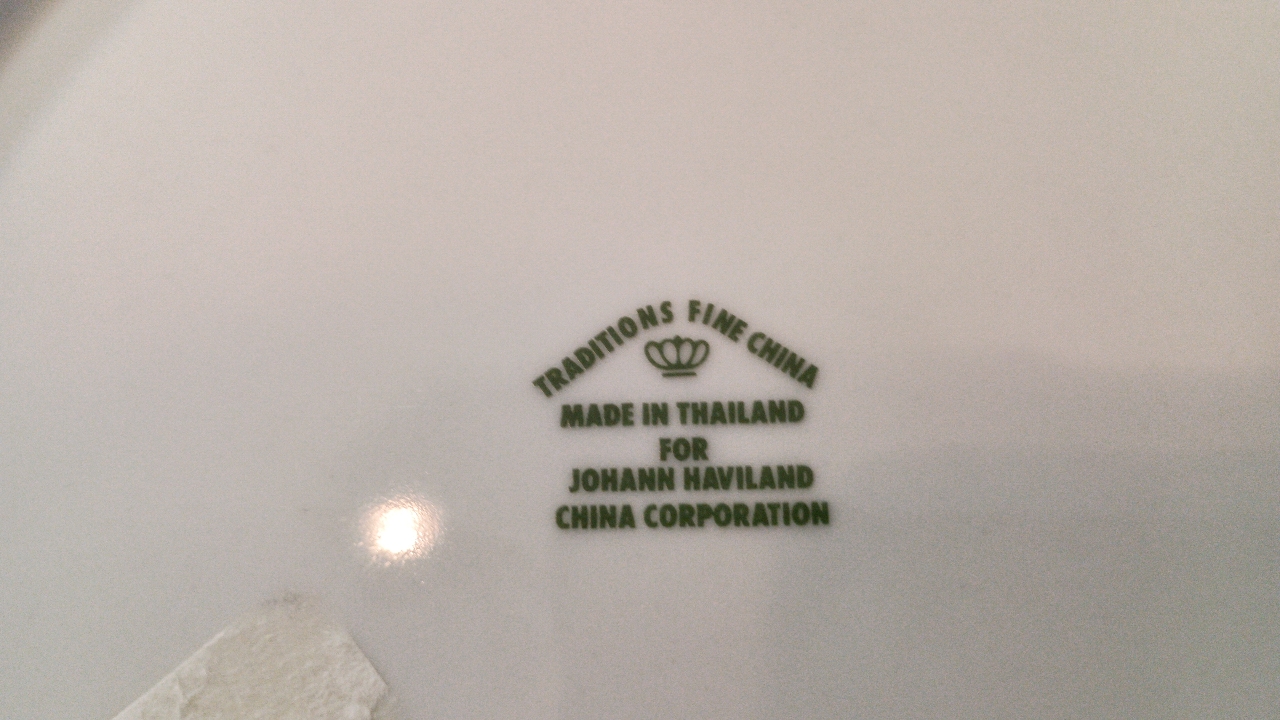 TRADITIONS FINE CHINA
MADE IN THAILAND
FOR
JOHANN HAVILAND
CHINA CORPORATION